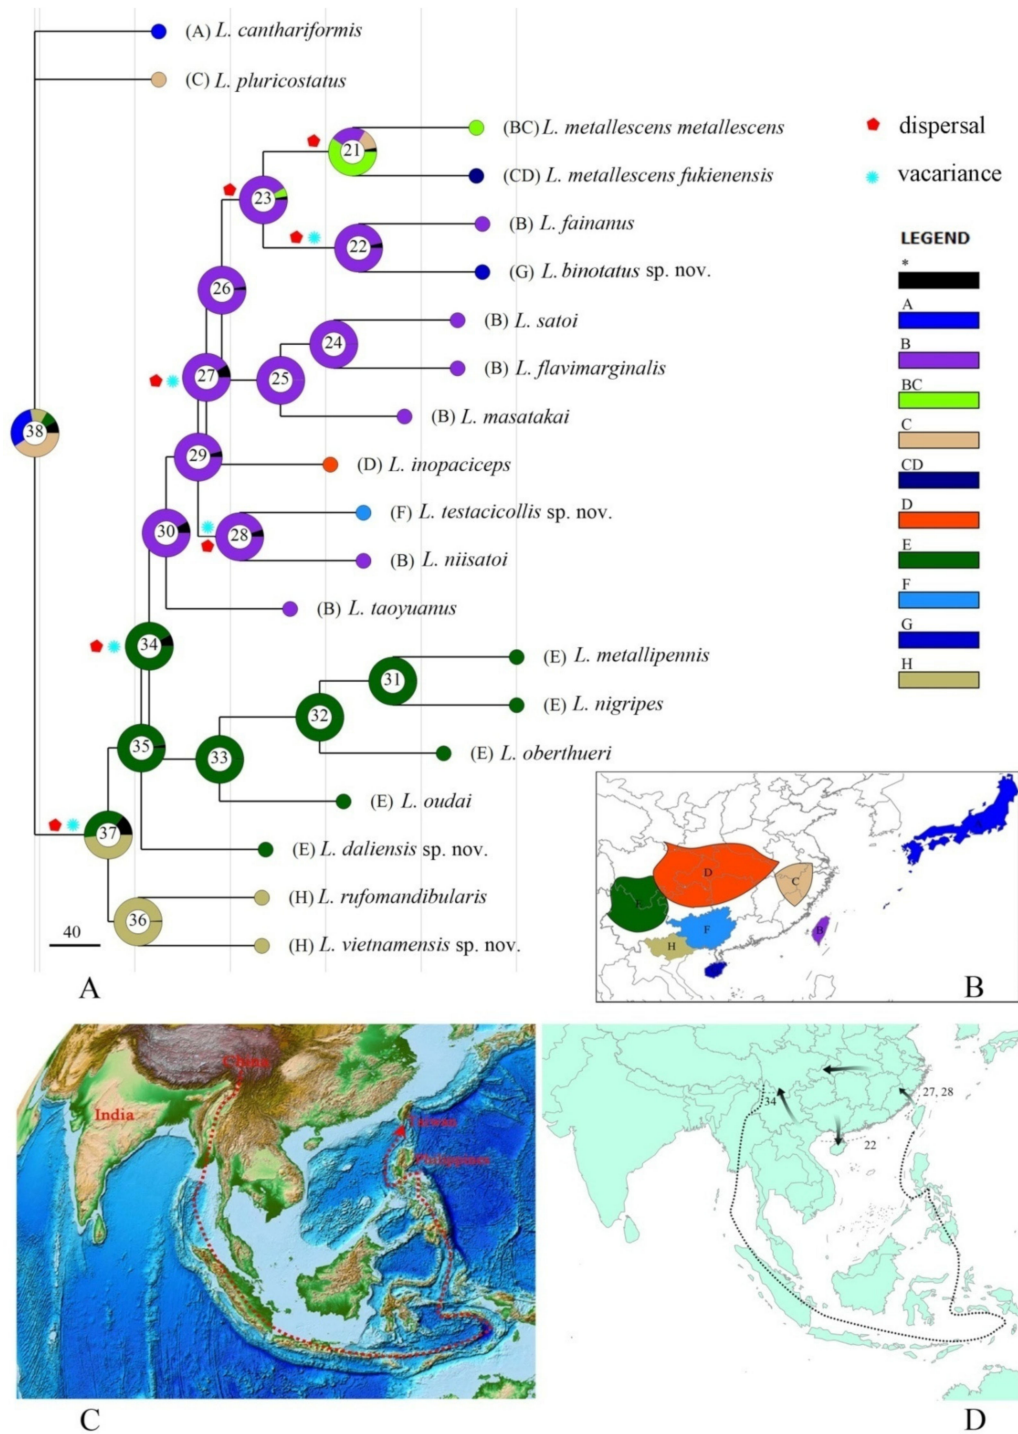 (A) L. canthariformis
(C) L. pluricostatus
(BC) L. metallescens metallescens
21
(CD) L. metallescens fukienensis
23
(B) L. fainanus
22
(G) L. binotatus sp. nov.
26
(B) L. satoi
24
(B) L. flavimarginalis
27
25
(B) L. masatakai
38
29
(D) L. inopaciceps
(F) L. testacicollis sp. nov.
30
28
(B) L. niisatoi
(B) L. taoyuanus
34
(E) L. metallipennis
31
(E) L. nigripes
32
35
(E) L. oberthueri
33
(E) L. oudai
37
(E) L. daliensis sp. nov.
(H) L. rufomandibularis
36
40
(H) L. vietnamensis sp. nov.
A
dispersal
vacariance
LEGEND
*
A
B
BC
C
CD
D
E
F
G
H
D
C
F
B
H
B
China
India
Taiwan
Philippines
C
34
27, 28
22
D